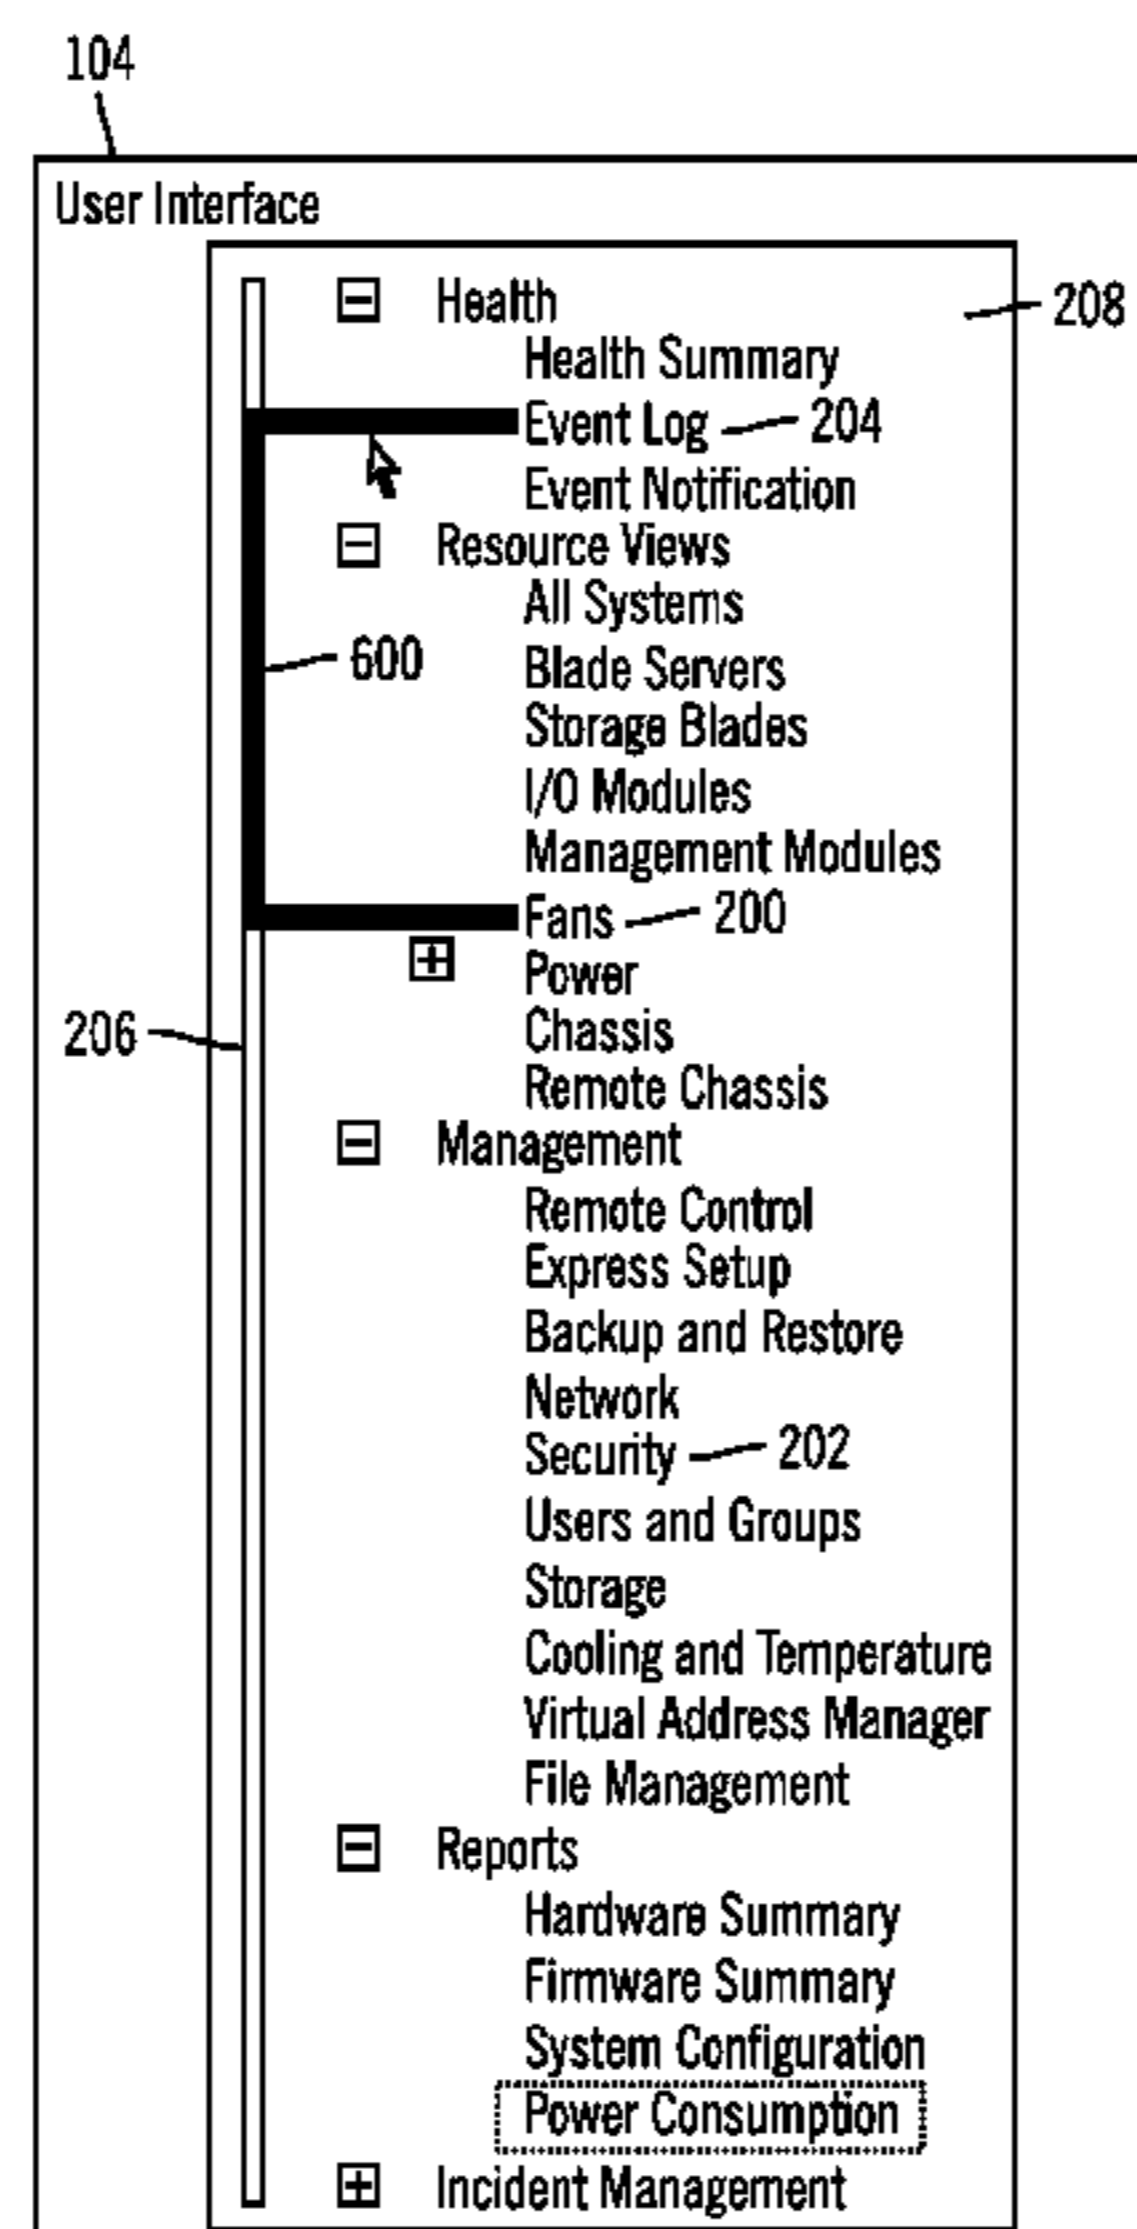 104
User Interface
Health
208
Health Summary
Event Log 204
Event Notification
Resource Views
All Systems
600
Blade Servers
Storage Blades
I/O Modules
Management Modules
Fans 200
Power
Chassis
206
Remote Chassis
Management
Remote Control
Express Setup
Backup and Restore
Network
Security 202
Users and Groups
Storage
Cooling and Temperature
Virtual Address Manager
File Management
Reports
Hardware Summary
Firmware Summary
System Configuration
Power Consumption
Incident Management